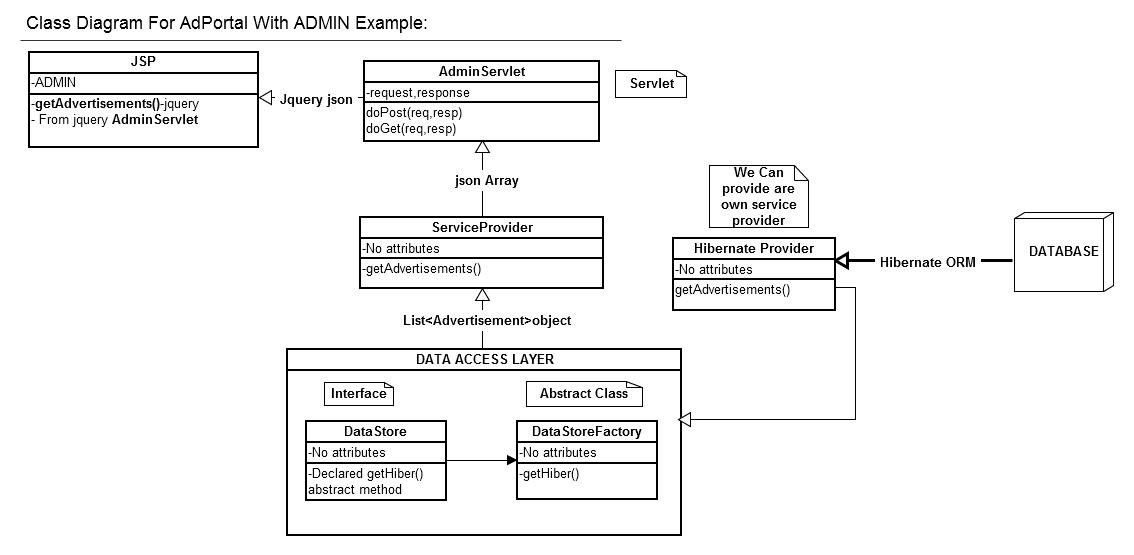 Class Diagram For AdPortal With ADMIN Example:
JSP
-ADMIN
-getAdvertisements()-jquery
- From jquery AdminServlet
Jquery json
AdminServlet
-request,response
doPost(req,resp)
doGet(req,resp)
Servlet
json Array
We Can
provide are
own service
provider
ServiceProvider
-No attributes
-getAdvertisements()
Hibernate Provider
-No attributes
getAdvertisements()
Hibernate ORM
DATABASE
List<Advertisement>object
DATA ACCESS LAYER
Interface
Abstract Class
DataStore
-No attributes
-Declared getHiber()
abstract method
DataStoreFactory
-No attributes
-getHiber()